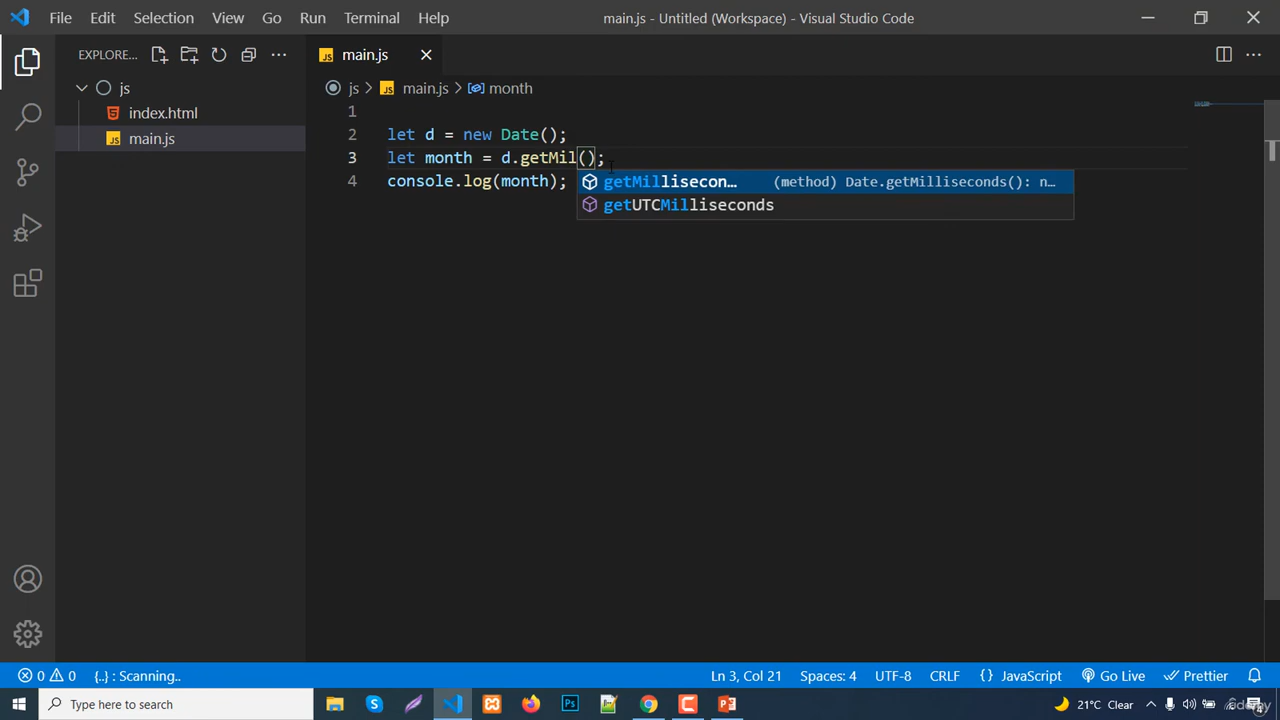 File Edit Selection View Go Run Terminal Help
main.js - Untitled (Workspace) - Visual Studio Code
EXPLORE...
js
index.html
main.js
main.js
js > main.js > month
1
2 let d = new Date();
3 let month = d.getMil();
4 console.log(month);
getMillisecon... (method) Date.getMilliseconds(): n...
getUTCMilliseconds
0 0 {..} : Scanning.. Ln 3, Col 21 Spaces: 4 UTF-8 CRLF {} JavaScript Go Live Prettier
Type here to search
21°C Clear
Udemy